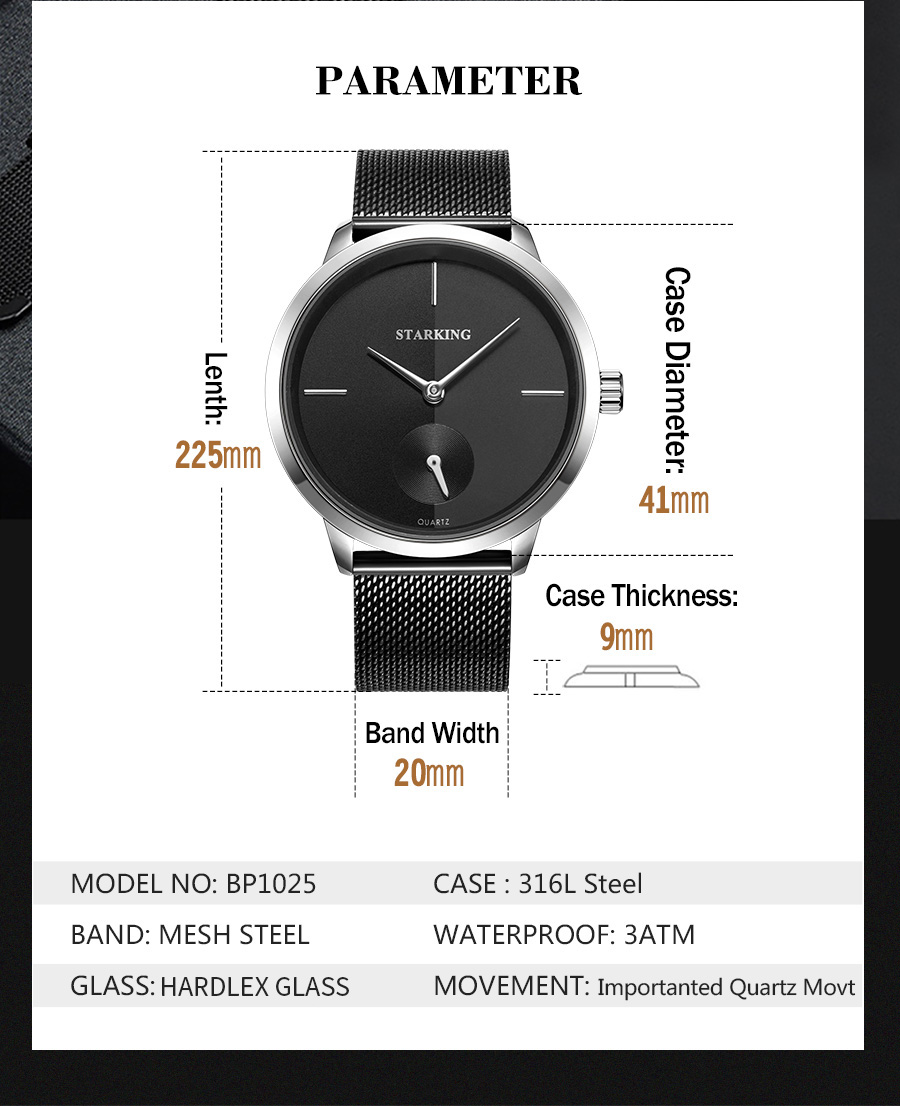 PARAMETER
STARKING
QUARTZ
Lenth:
225mm
Case Diameter:
41mm
Case Thickness:
9mm
Band Width
20mm
MODEL NO: BP1025
CASE : 316L Steel
BAND: MESH STEEL
WATERPROOF: 3ATM
GLASS: HARDLEX GLASS
MOVEMENT: Importanted Quartz Movt